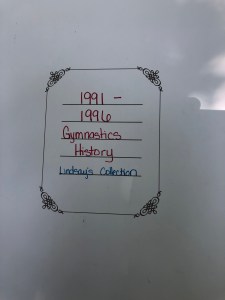 1991 -
1996
Gymnastics
History
Lindsay's Collection